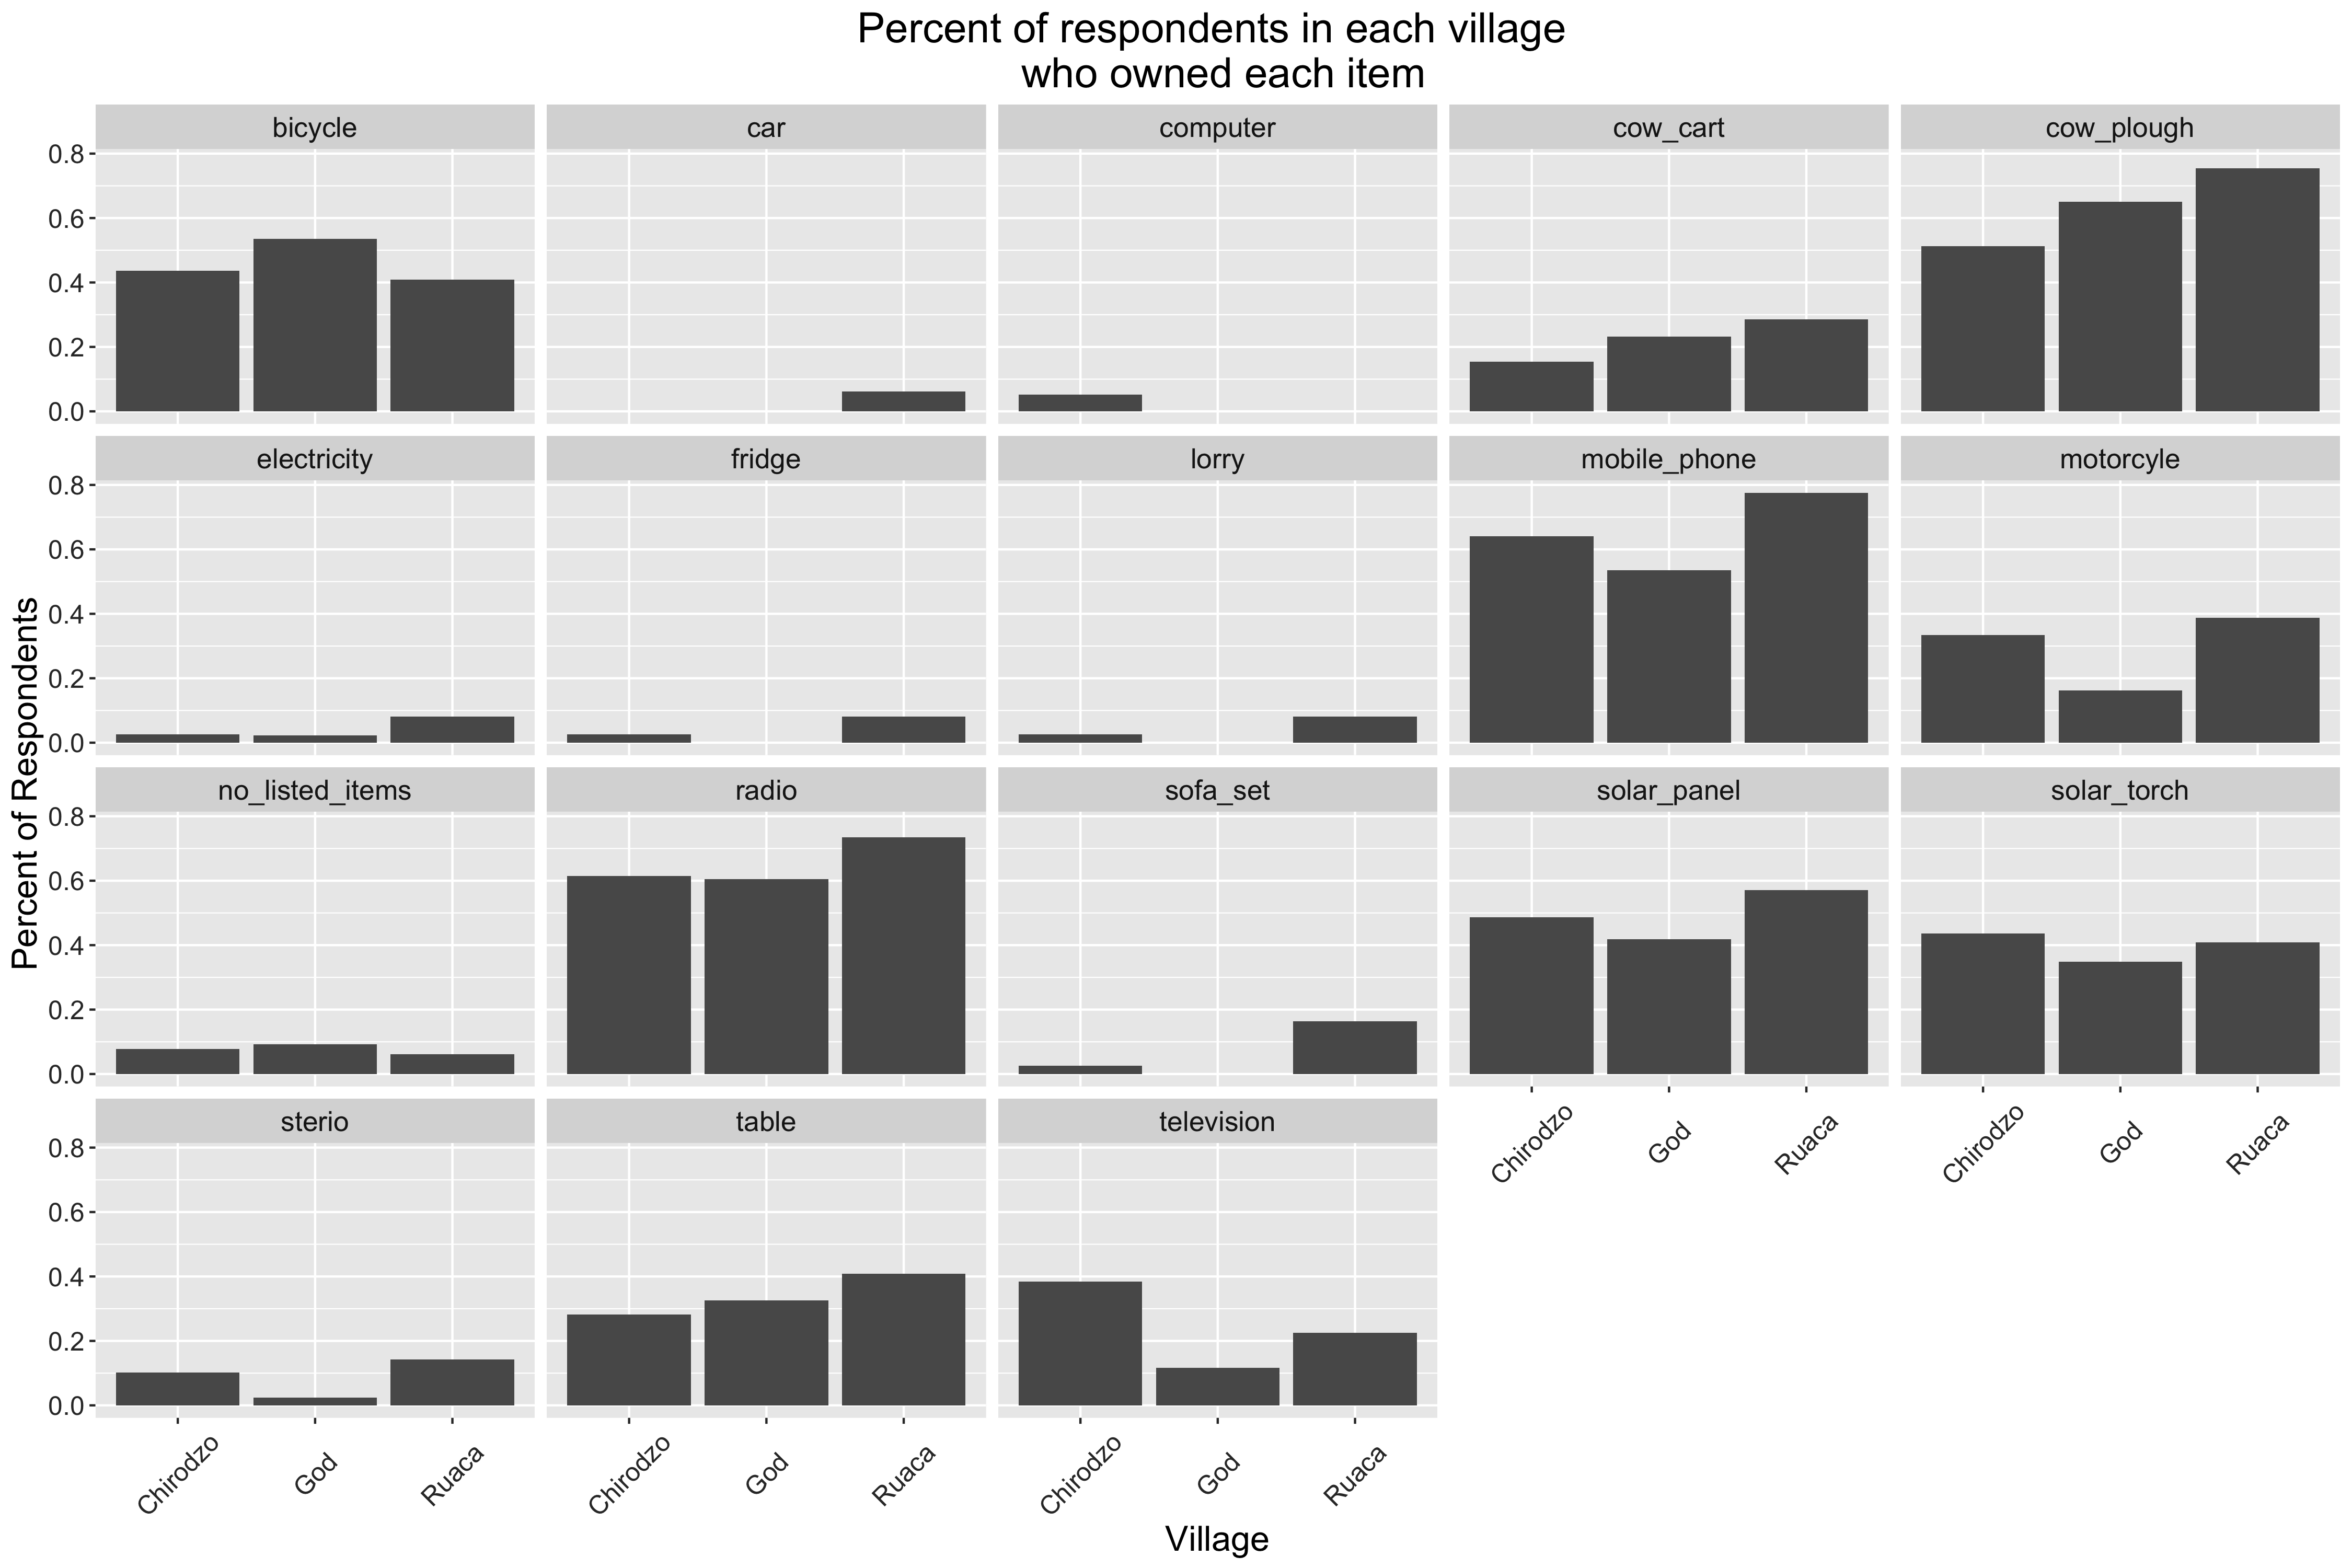 Percent of respondents in each village
who owned each item
bicycle car computer cow_cart cow_plough
0.8
0.6
0.4
0.2
0.0
electricity fridge lorry mobile_phone motorcyle
0.8
0.6
0.4
0.2
0.0
Percent of Respondents
no_listed_items radio sofa_set solar_panel solar_torch
0.8
0.6
0.4
0.2
0.0
Chirodzo God Ruaca Chirodzo God Ruaca
sterio table television
0.8
0.6
0.4
0.2
0.0
Chirodzo God Ruaca Chirodzo God Ruaca Chirodzo God Ruaca
Village